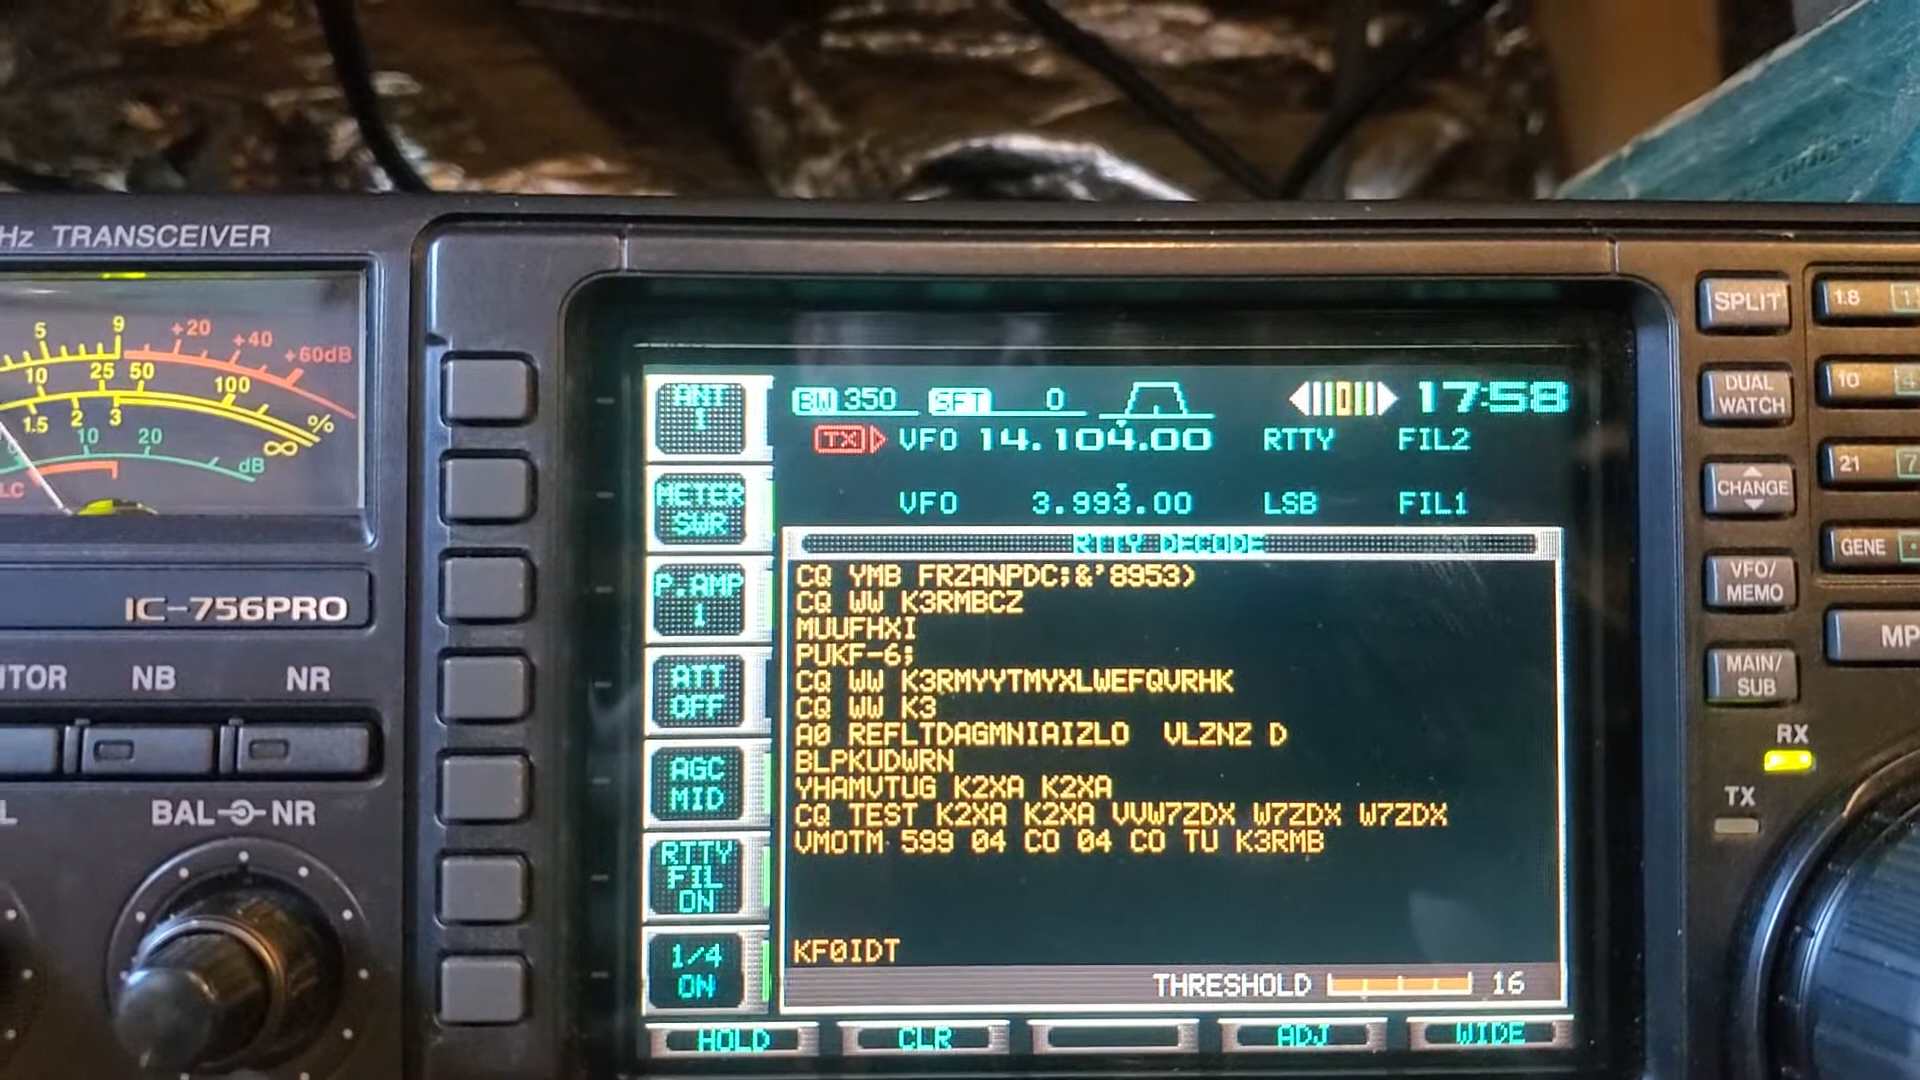 Hz TRANSCEIVER
5 9 +20 +40 +60dB
10 25 50 100 %
1.5 2 3 ∞
0 10 20 dB
LC
IC-756PRO
ITOR NB NR
L BAL NR
ANT
1
METER
SWR
P.AMP
1
ATT
OFF
AGC
MID
RTTY
FIL
ON
1/4
ON
BW 350 SFT 0 17:58
TX VFO 14.104.00 RTTY FIL2
VFO 3.993.00 LSB FIL1
RTTY DECODE
CQ YMB FRZANPDC;&'8953)
CQ WW K3RMBCZ
MUUFHXI
PUKF-6;
CQ WW K3RMYYTMYXLWEFQVRHK
CQ WW K3
A0 REFLTDAGMNIAIZLO VLZNZ D
BLPKUDWRN
YHAMVTUG K2XA K2XA
CQ TEST K2XA K2XA VVW7ZDX W7ZDX W7ZDX
VMOTM 599 04 CO 04 CO TU K3RMB
KF0IDT
THRESHOLD 16
HOLD CLR ADJ WIDE
SPLIT
DUAL
WATCH
CHANGE
VFO/
MEMO
MAIN/
SUB
RX
TX
1.8 1
10 4
21 7
GENE
MP